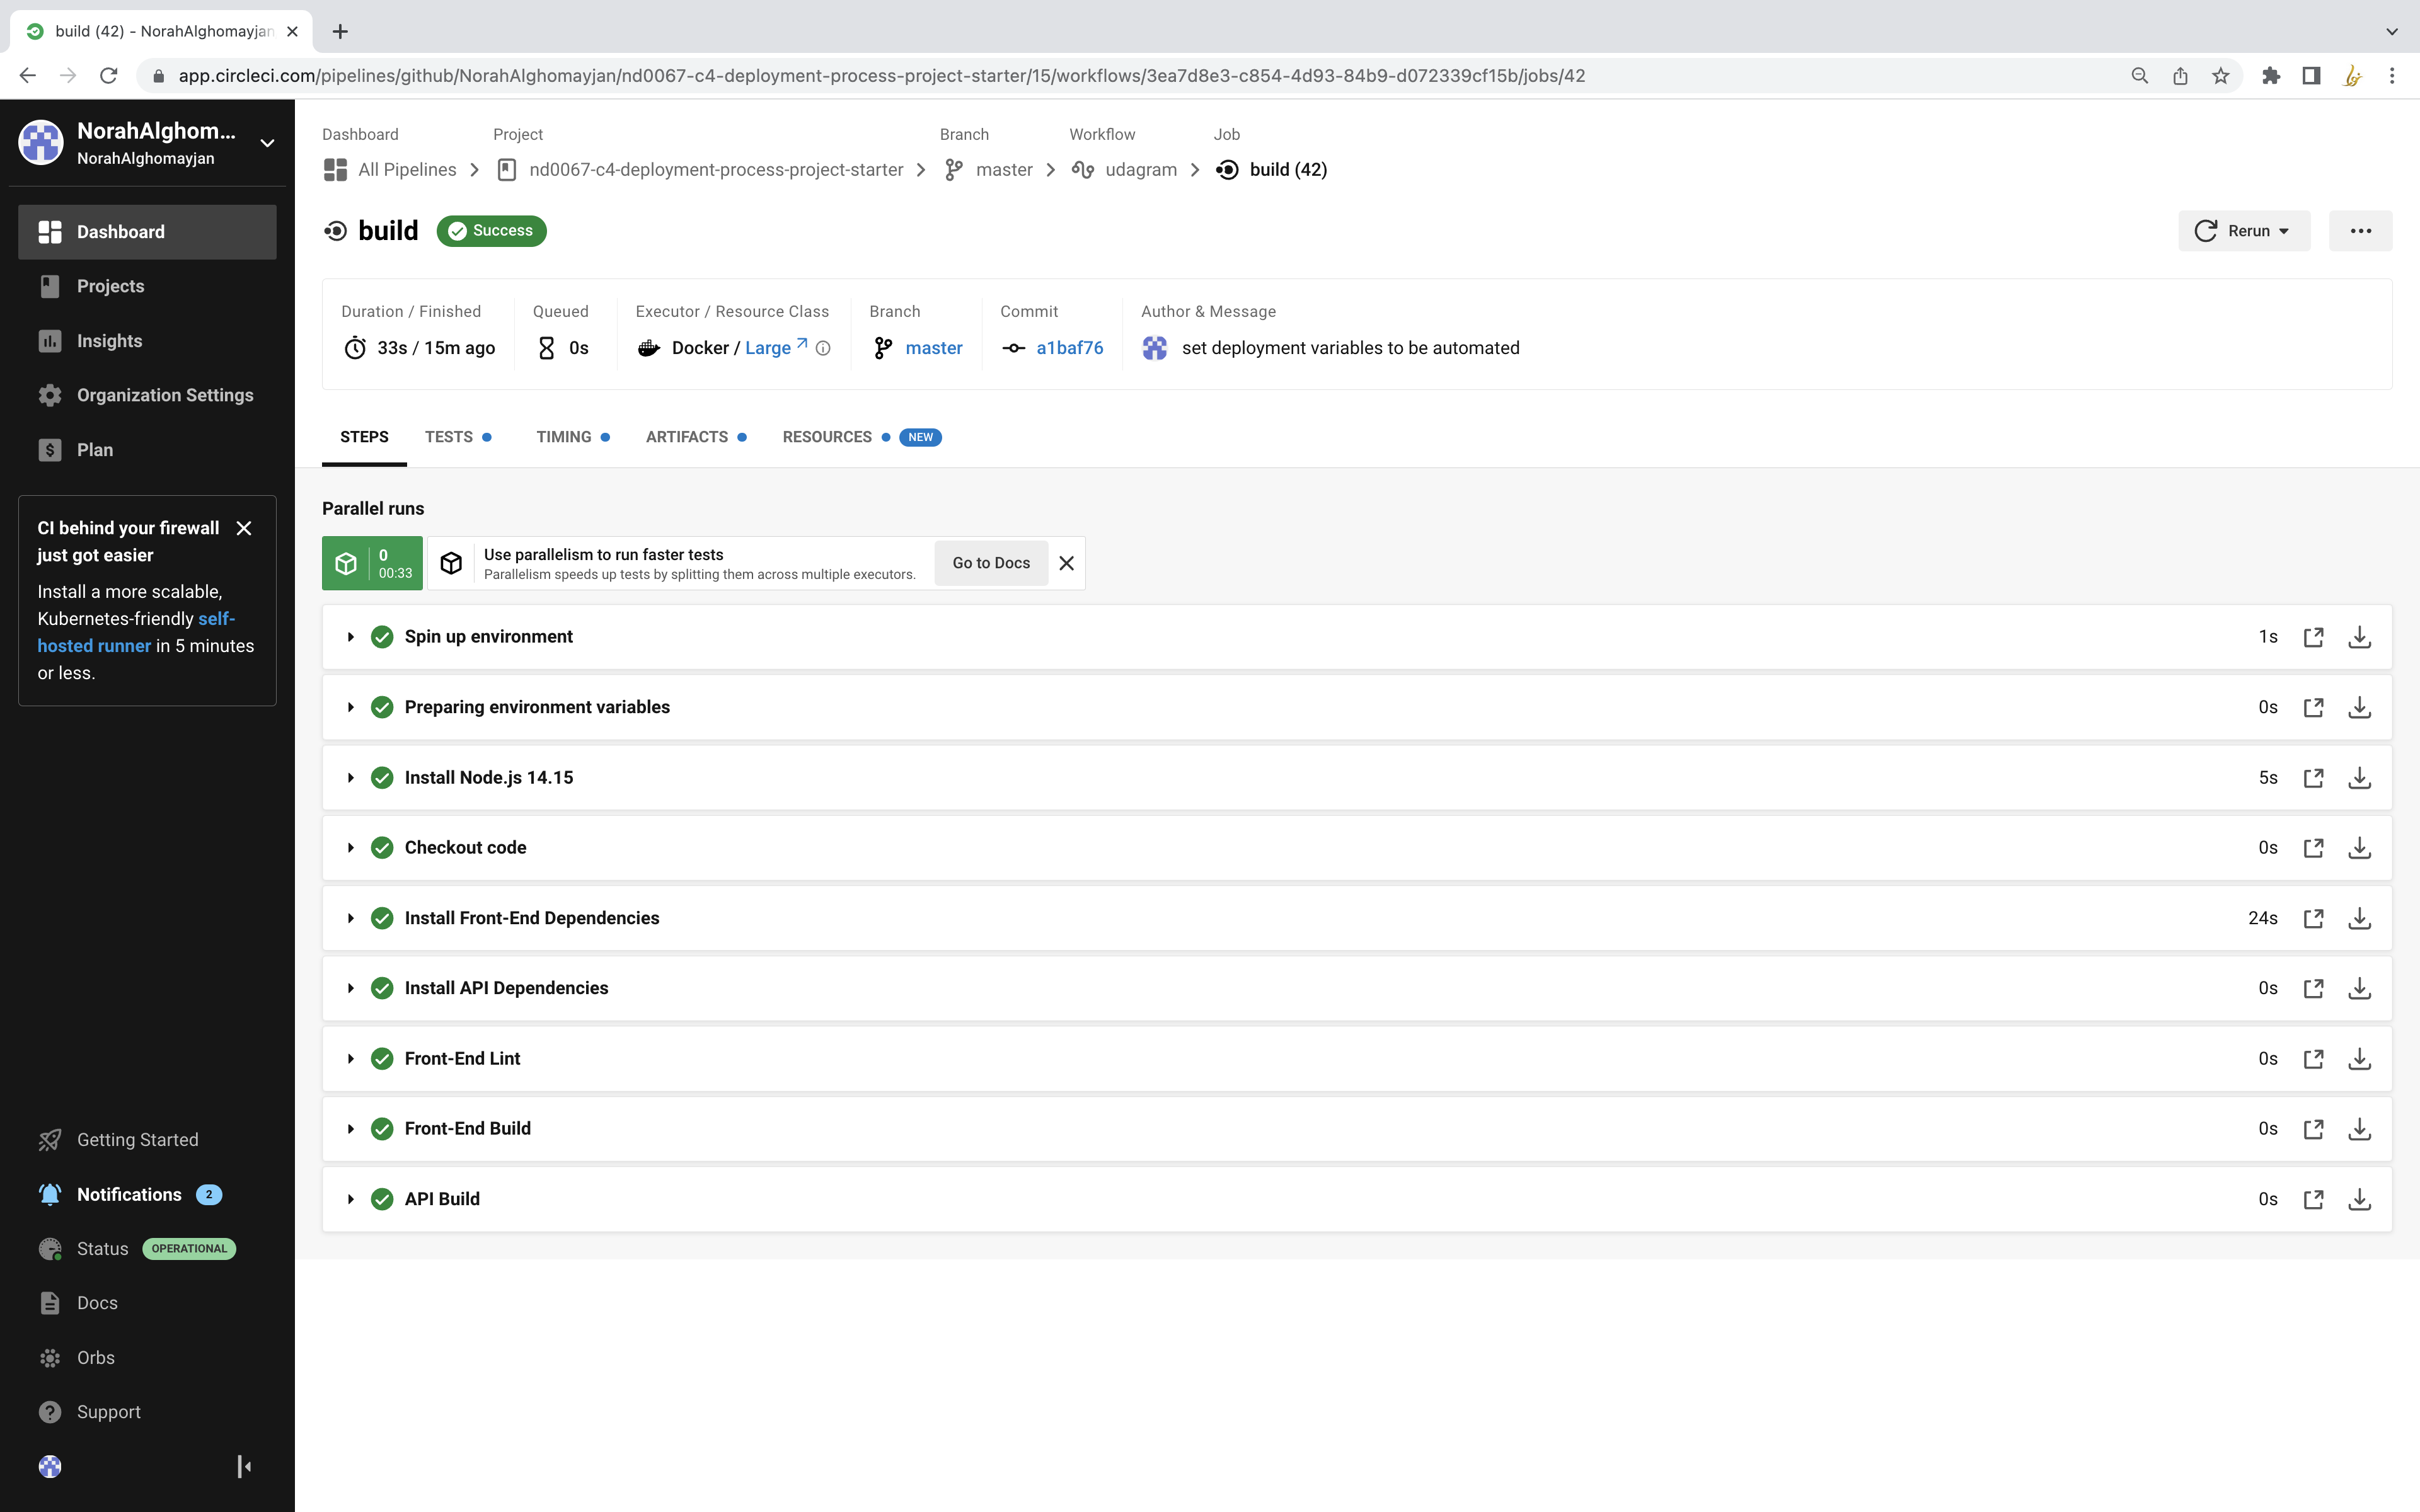 build (42) - NorahAlghomayjan
app.circleci.com/pipelines/github/NorahAlghomayjan/nd0067-c4-deployment-process-project-starter/15/workflows/3ea7d8e3-c854-4d93-84b9-d072339cf15b/jobs/42
NorahAlghom...
NorahAlghomayjan
Dashboard
Projects
Insights
Organization Settings
Plan
CI behind your firewall
just got easier
Install a more scalable,
Kubernetes-friendly self-
hosted runner in 5 minutes
or less.
Getting Started
Notifications 2
Status OPERATIONAL
Docs
Orbs
Support
Dashboard Project Branch Workflow Job
All Pipelines nd0067-c4-deployment-process-project-starter master udagram build (42)
build Success Rerun
Duration / Finished Queued Executor / Resource Class Branch Commit Author & Message
33s / 15m ago 0s Docker / Large master a1baf76 set deployment variables to be automated
STEPS TESTS TIMING ARTIFACTS RESOURCES NEW
Parallel runs
0
00:33
Use parallelism to run faster tests
Parallelism speeds up tests by splitting them across multiple executors.
Go to Docs
Spin up environment 1s
Preparing environment variables 0s
Install Node.js 14.15 5s
Checkout code 0s
Install Front-End Dependencies 24s
Install API Dependencies 0s
Front-End Lint 0s
Front-End Build 0s
API Build 0s